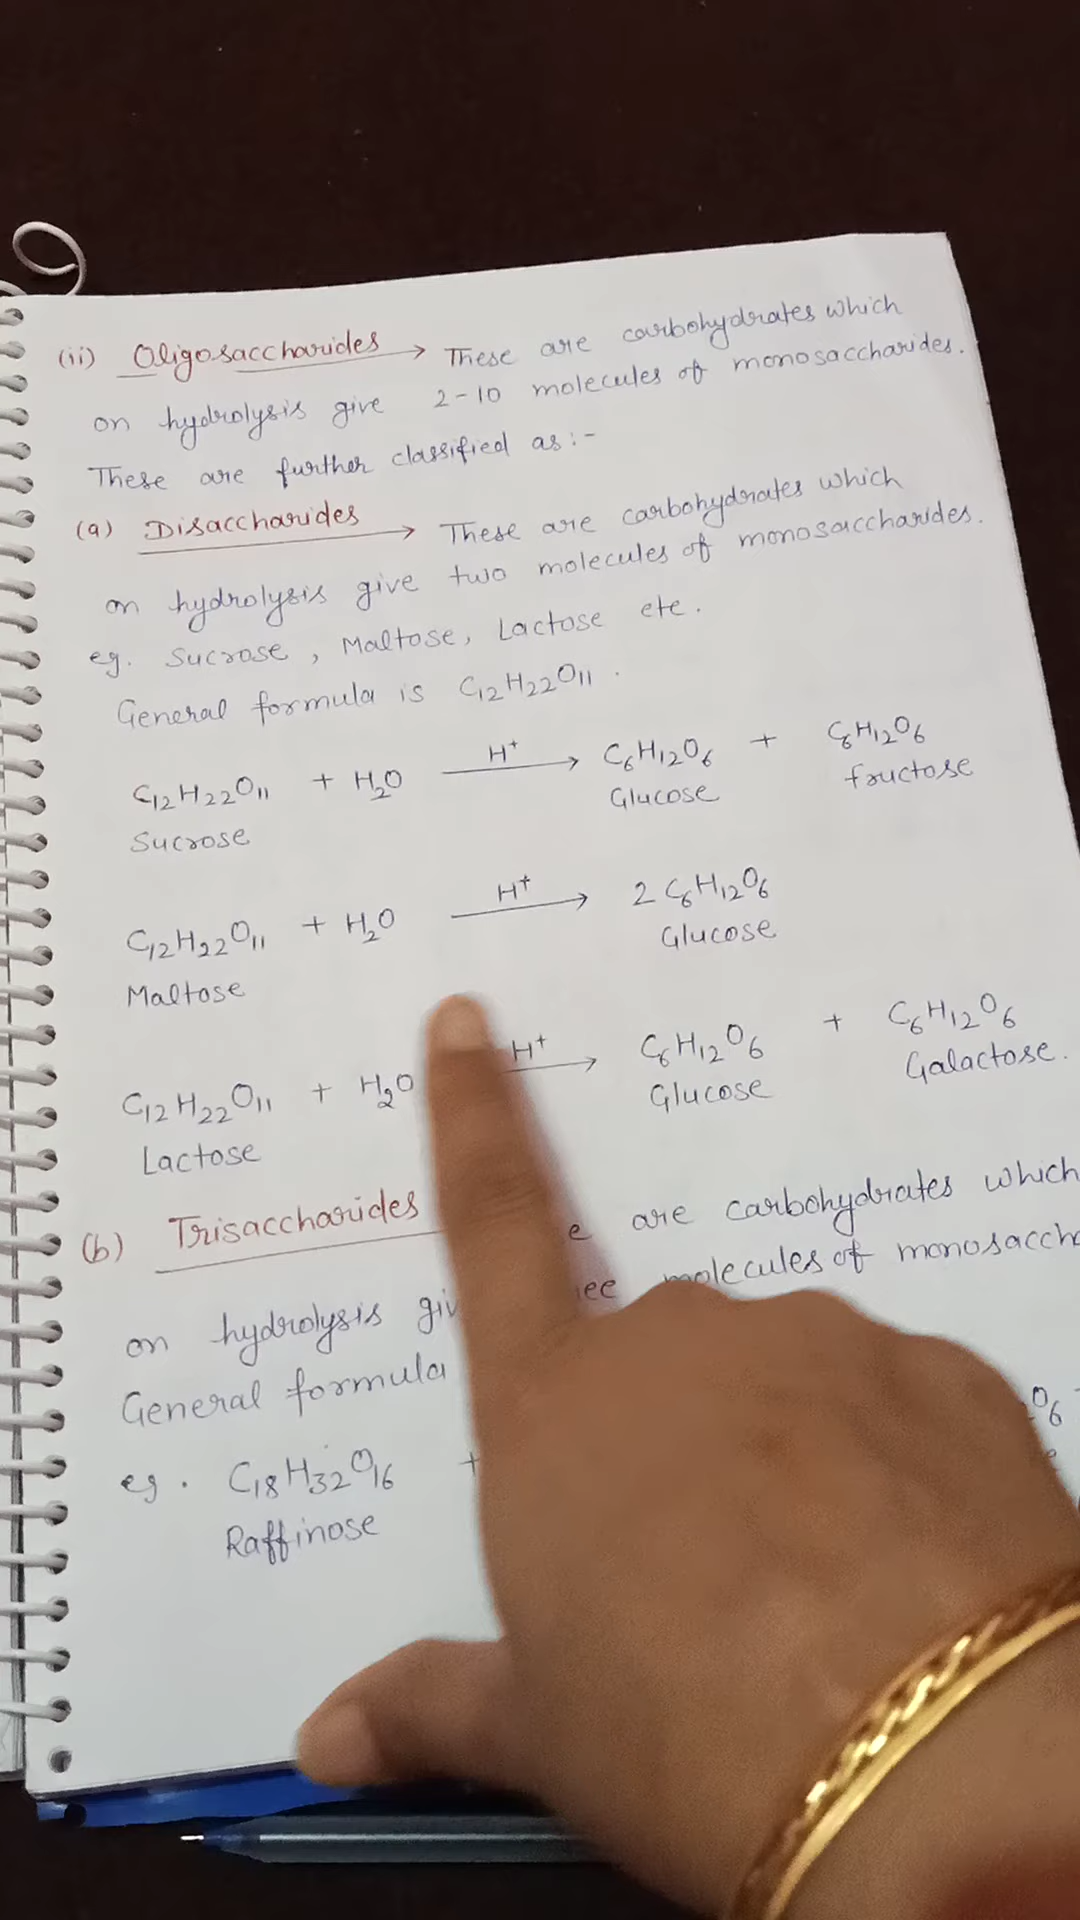 (ii) Oligosaccharides → These are carbohydrates which
on hydrolysis give 2-10 molecules of monosaccharides.
These are further classified as:-
(a) Disaccharides → These are carbohydrates which
on hydrolysis give two molecules of monosaccharides.
eg. Sucrose, Maltose, Lactose etc.
General formula is C12H22O11.
C12H22O11 + H2O H+ → C6H12O6 + C6H12O6
Sucrose Glucose fructose
C12H22O11 + H2O H+ → 2 C6H12O6
Maltose Glucose
C12H22O11 + H2O H+ → C6H12O6 + C6H12O6
Lactose Glucose Galactose.
(b) Trisaccharides are carbohydrates which
on hydrolysis molecules of
General formula
eg. C18H32O16 + O6
Raffinose